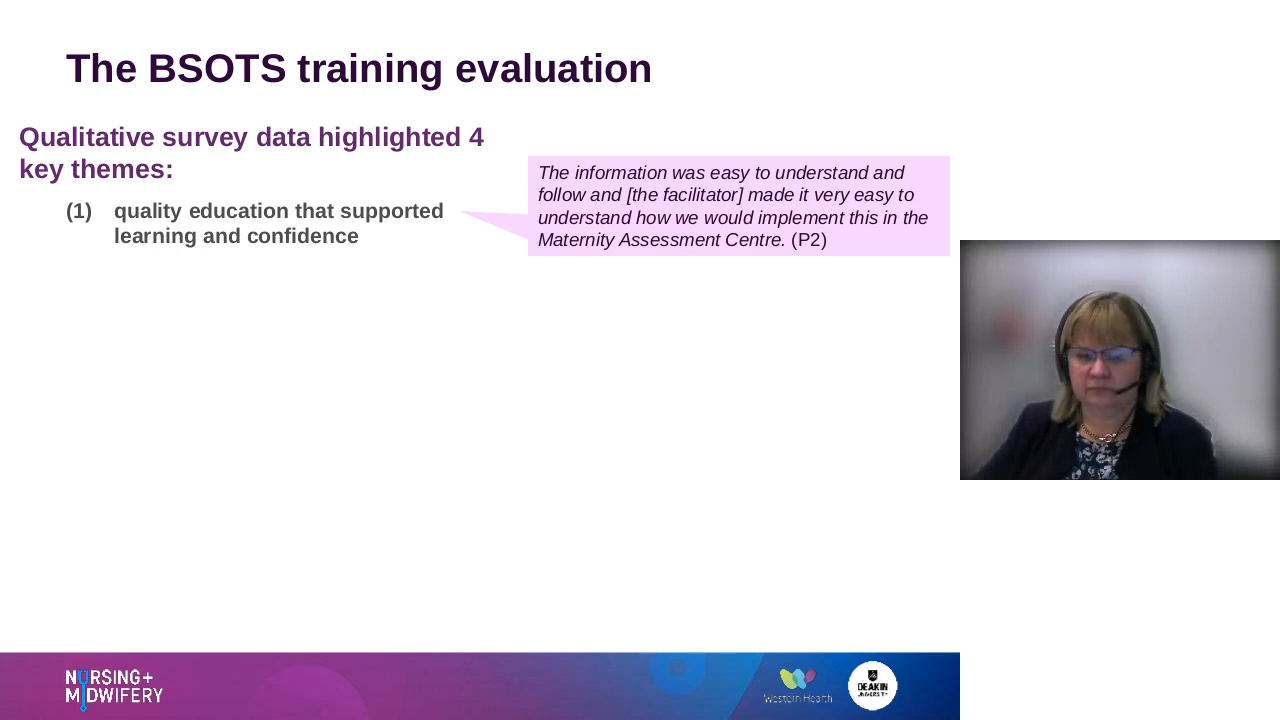 The BSOTS training evaluation
Qualitative survey data highlighted 4
key themes:
(1) quality education that supported
learning and confidence
The information was easy to understand and
follow and [the facilitator] made it very easy to
understand how we would implement this in the
Maternity Assessment Centre. (P2)
NURSING+
MIDWIFERY
Western Health
DEAKIN
UNIVERSITY